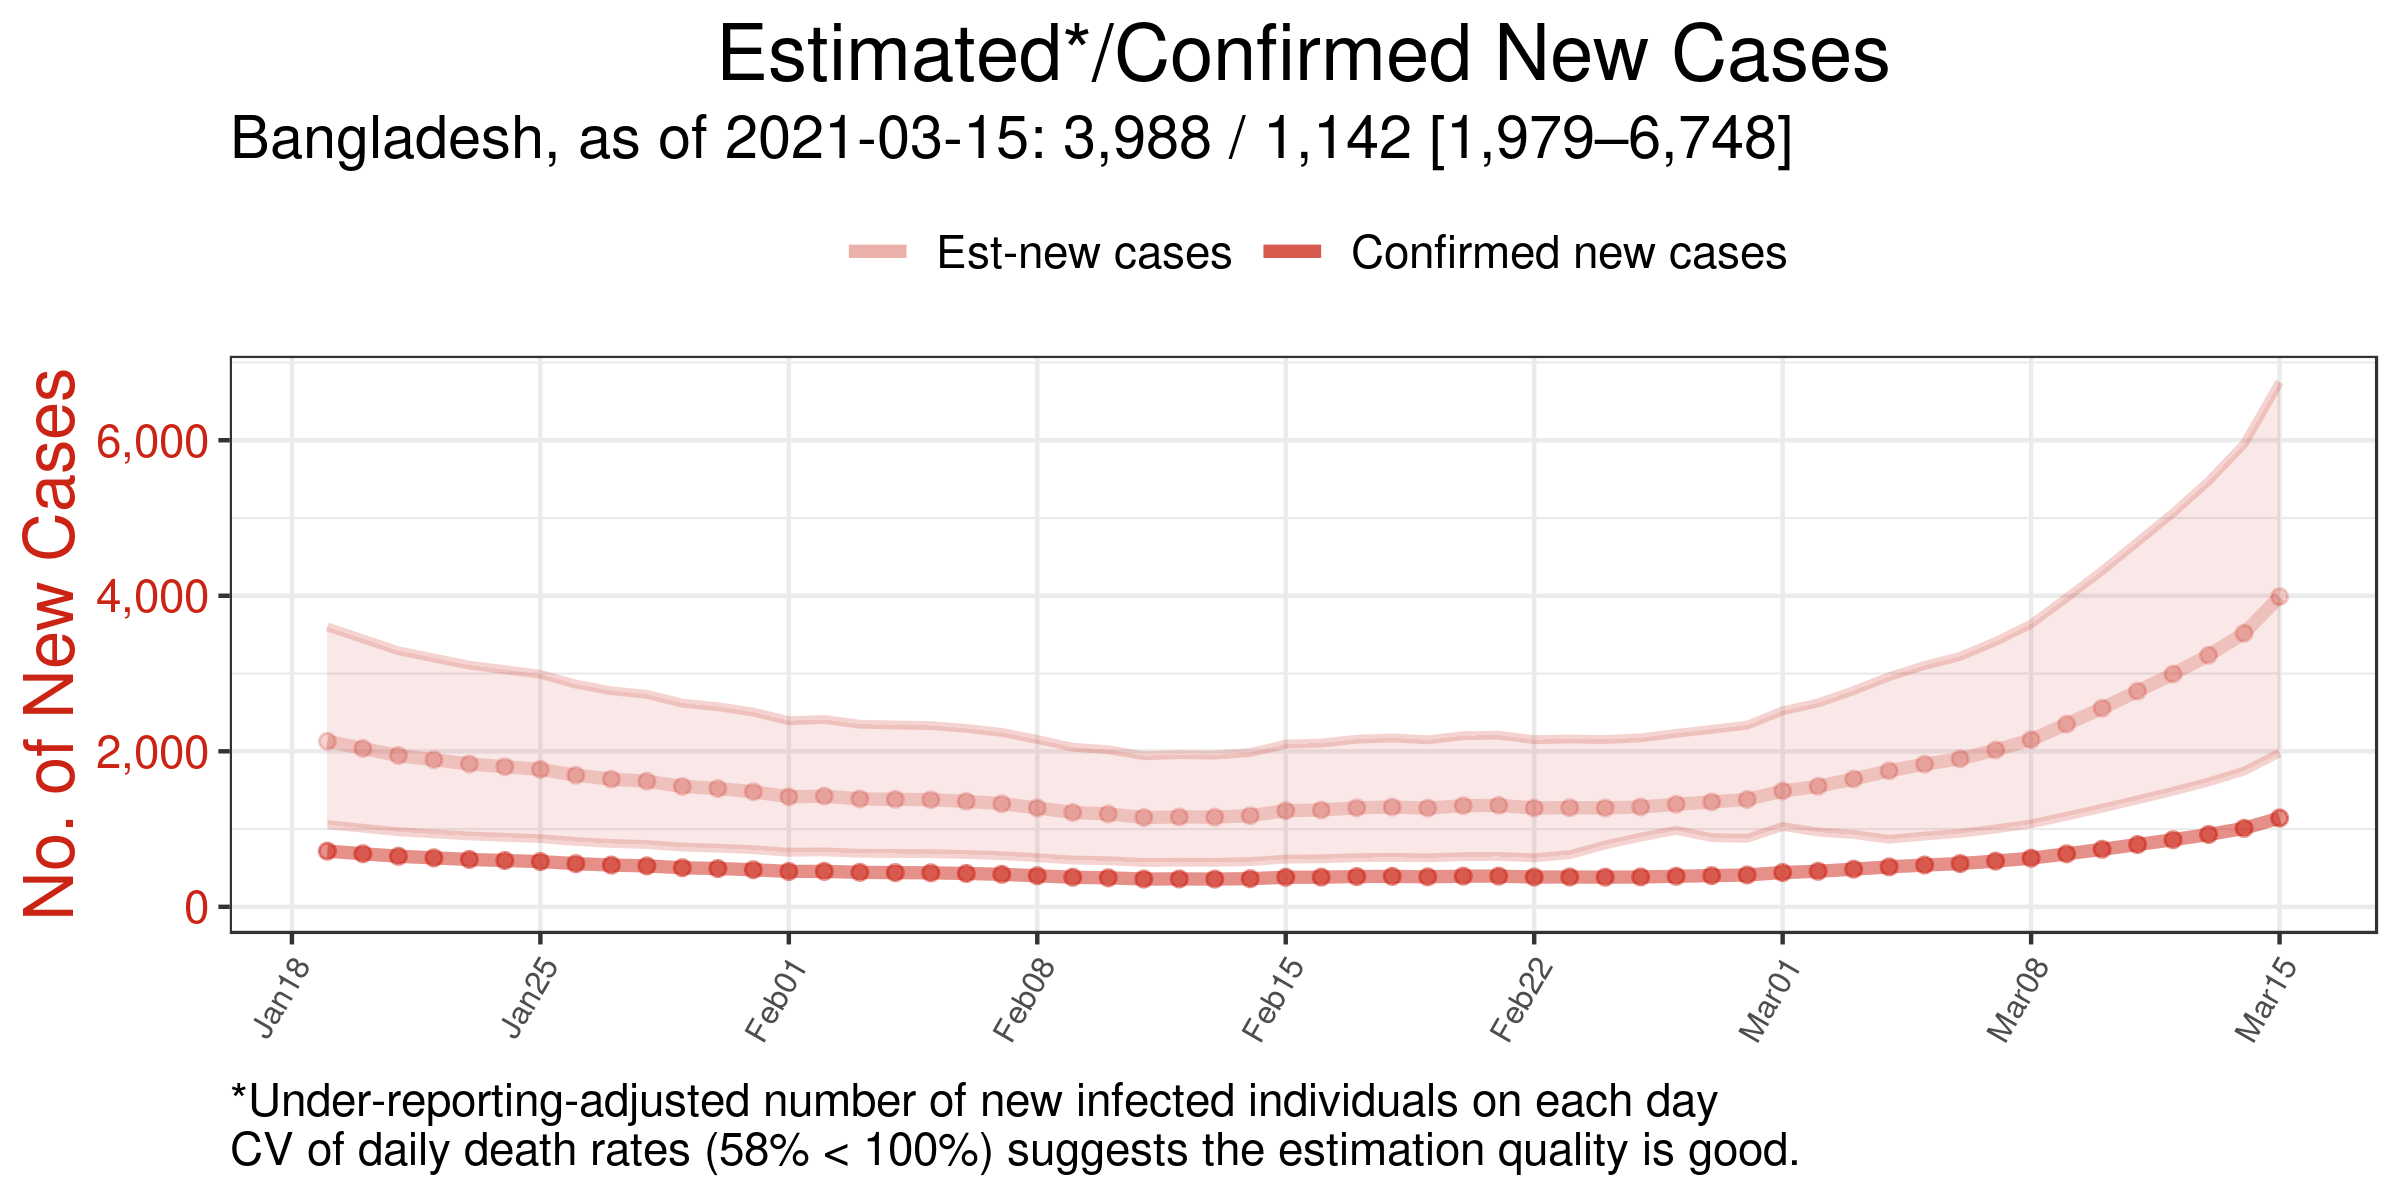 Estimated*/Confirmed New Cases
Bangladesh, as of 2021-03-15: 3,988 / 1,142 [1,979–6,748]
Est-new cases Confirmed new cases
No. of New Cases
6,000
4,000
2,000
0
Jan18 Jan25 Feb01 Feb08 Feb15 Feb22 Mar01 Mar08 Mar15
*Under-reporting-adjusted number of new infected individuals on each day
CV of daily death rates (58% < 100%) suggests the estimation quality is good.